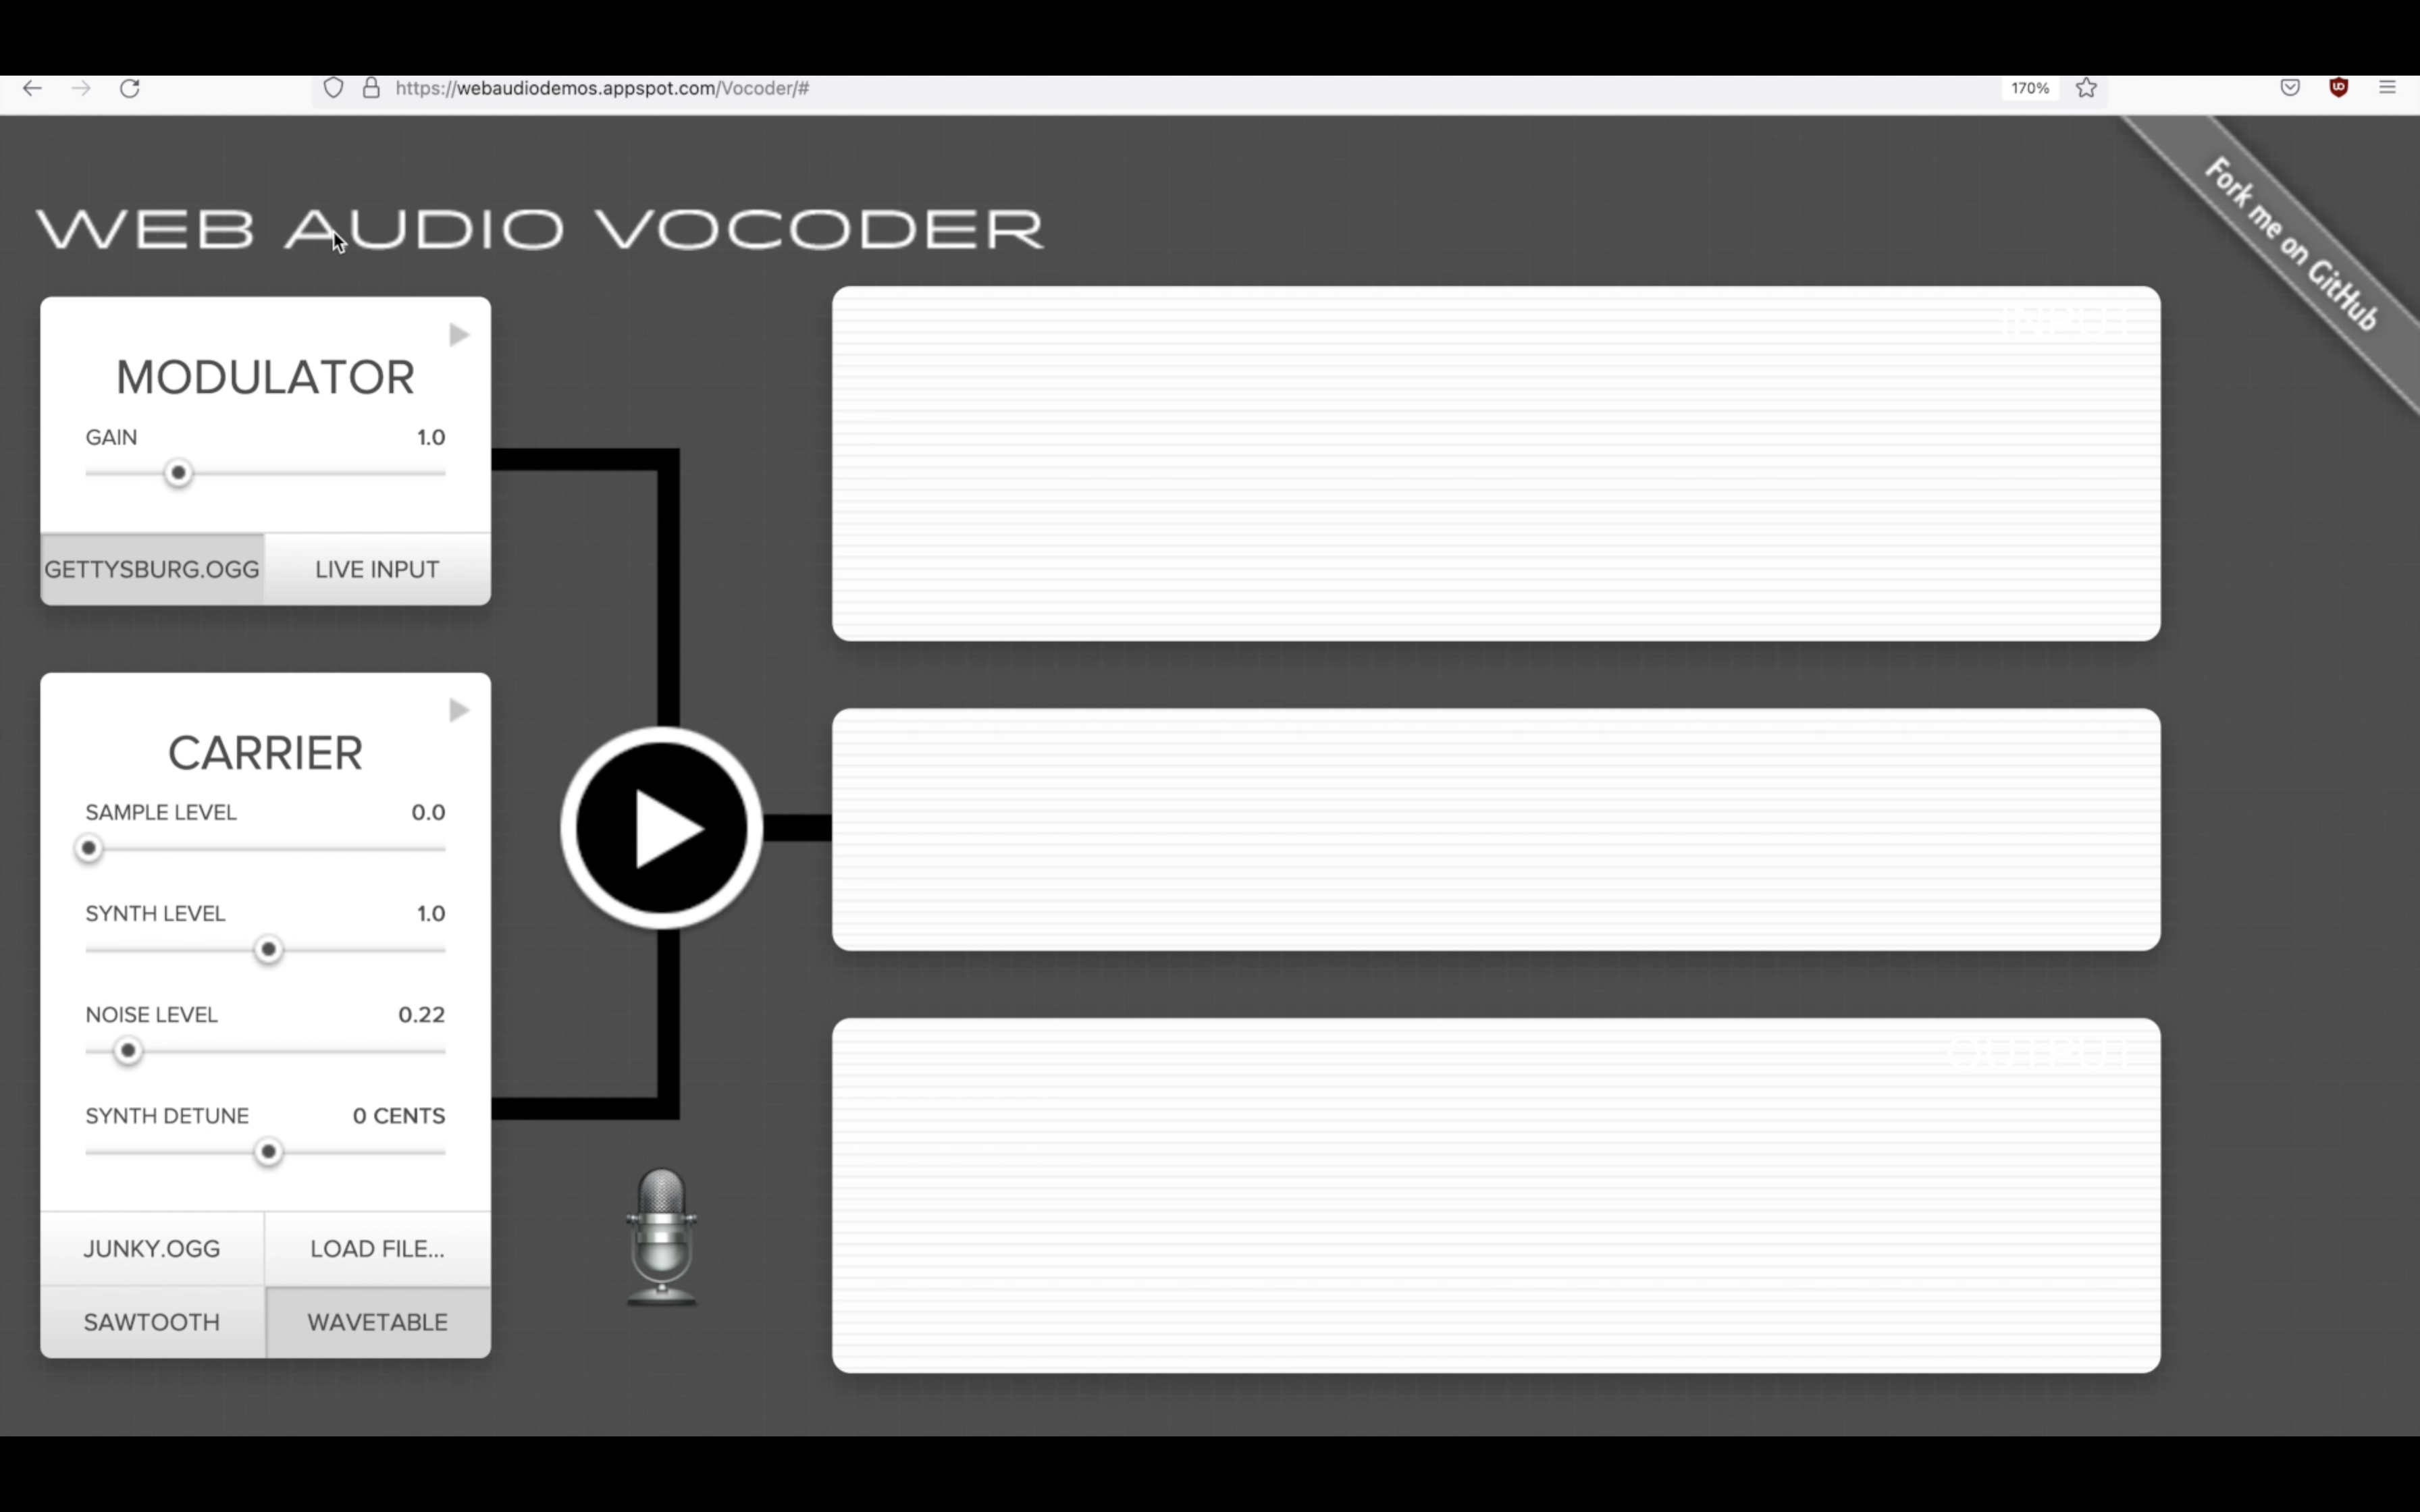 https://webaudiodemos.appspot.com/Vocoder/#
170%
Fork me on GitHub
WEB AUDIO VOCODER
MODULATOR
GAIN 1.0
GETTYSBURG.OGG LIVE INPUT
INPUT
CARRIER
SAMPLE LEVEL 0.0
SYNTH LEVEL 1.0
NOISE LEVEL 0.22
SYNTH DETUNE 0 CENTS
JUNKY.OGG LOAD FILE...
SAWTOOTH WAVETABLE
OUTPUT